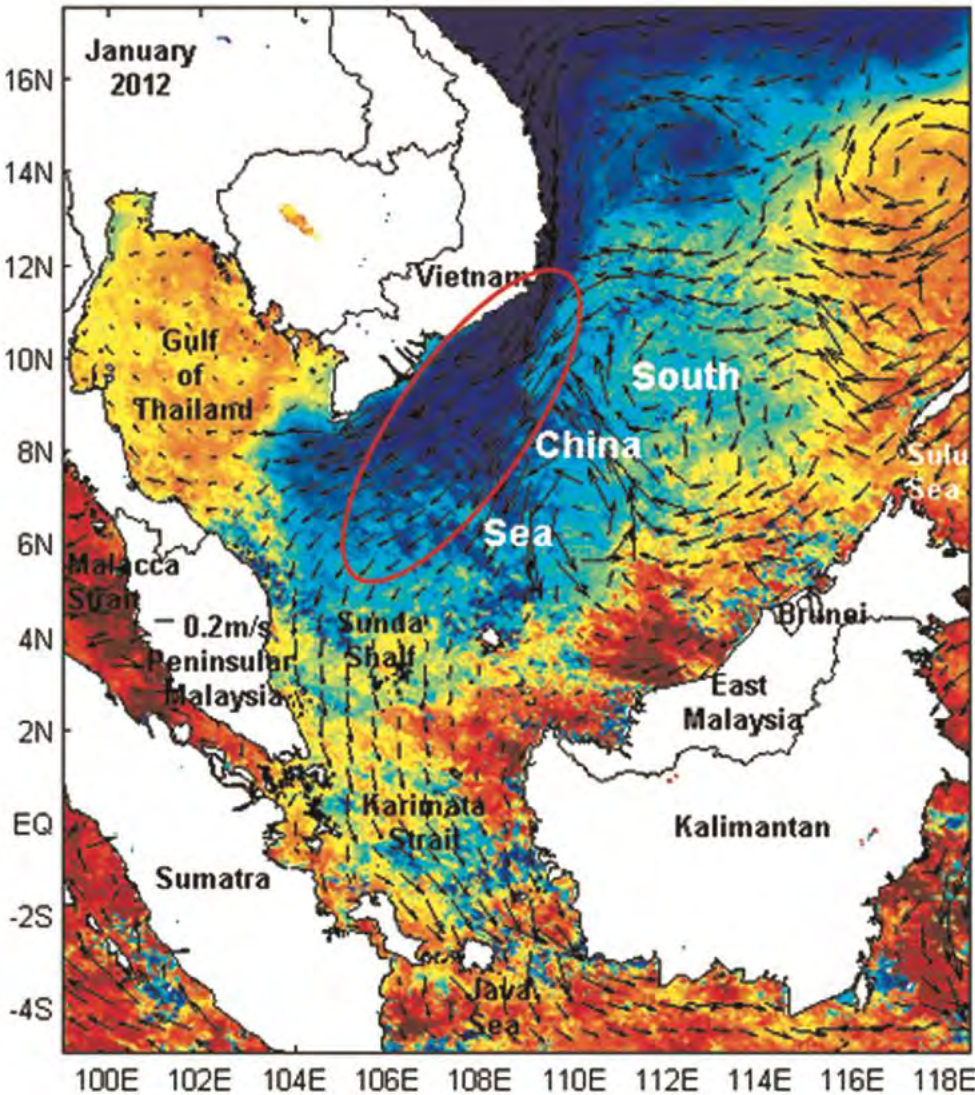 January
2012
16N
14N
12N
10N
8N
6N
4N
2N
EQ
-2S
-4S
Vietnam
Gulf
of
Thailand
South
China
Sea
Sulu
Sea
Malacca
Strait
0.2m/s
Peninsular
Malaysia
Sunda
Shalf
Brunei
East
Malaysia
Karimata
Strail
Kalimantan
Sumatra
Java
Sea
100E 102E 104E 106E 108E 110E 112E 114E 116E 118E